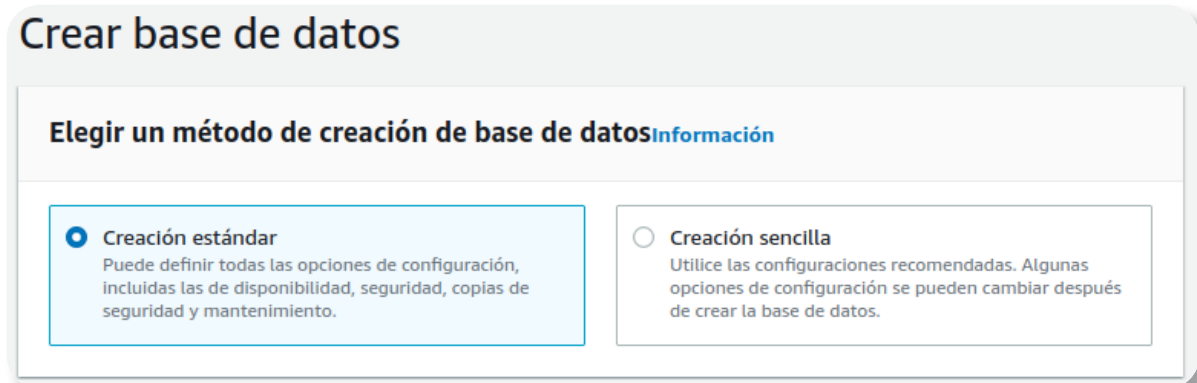 Crear base de datos
Elegir un método de creación de base de datosInformación
Creación estándar
Puede definir todas las opciones de configuración,
incluidas las de disponibilidad, seguridad, copias de
seguridad y mantenimiento.
Creación sencilla
Utilice las configuraciones recomendadas. Algunas
opciones de configuración se pueden cambiar después
de crear la base de datos.